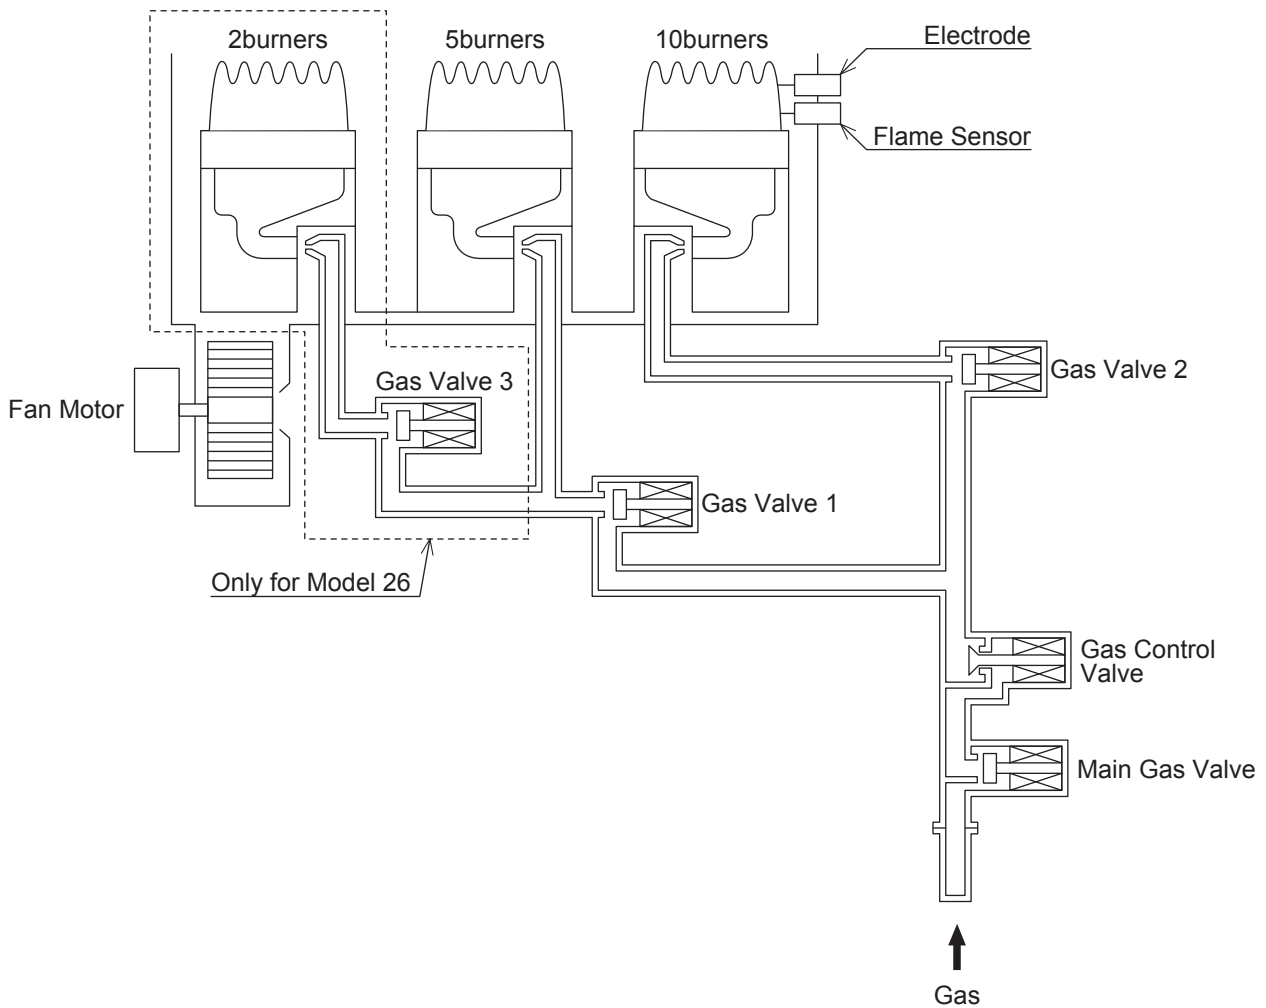 2burners
5burners
10burners
Electrode
Flame Sensor
Gas Valve 3
Gas Valve 2
Fan Motor
Gas Valve 1
Only for Model 26
Gas Control
Valve
Main Gas Valve
Gas